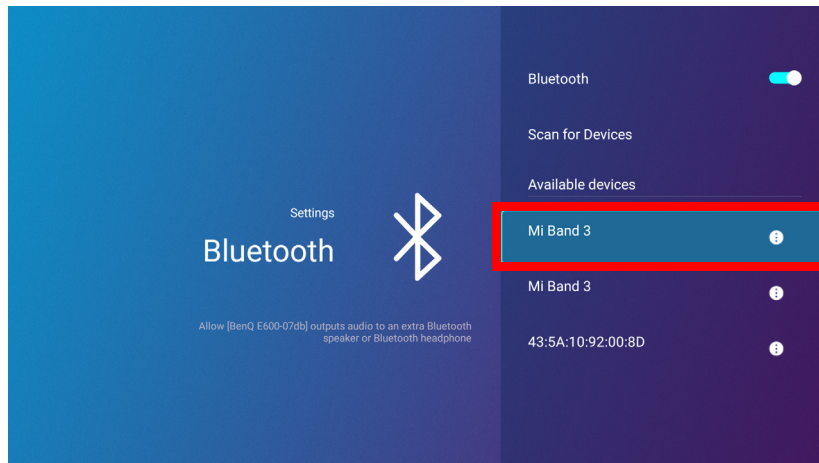 Settings
Bluetooth
Allow [BenQ E600-07db] outputs audio to an extra Bluetooth
speaker or Bluetooth headphone
Bluetooth
Scan for Devices
Available devices
Mi Band 3
Mi Band 3
43:5A:10:92:00:8D